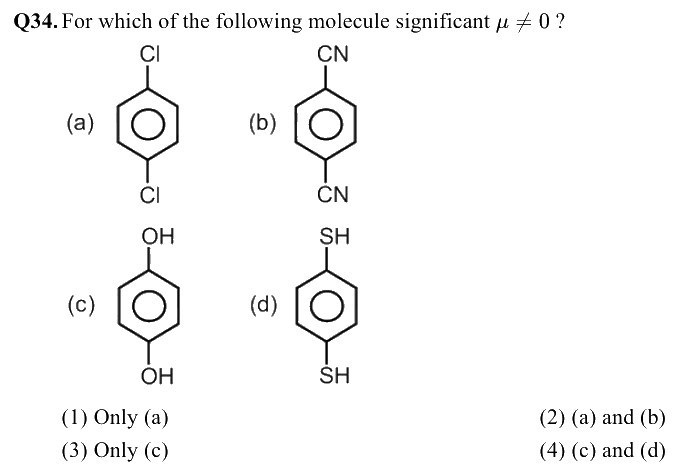 Q34. For which of the following molecule significant μ ≠ 0 ?
Cl CN
(a) (b)
Cl CN
OH SH
(c) (d)
OH SH
(1) Only (a) (2) (a) and (b)
(3) Only (c) (4) (c) and (d)